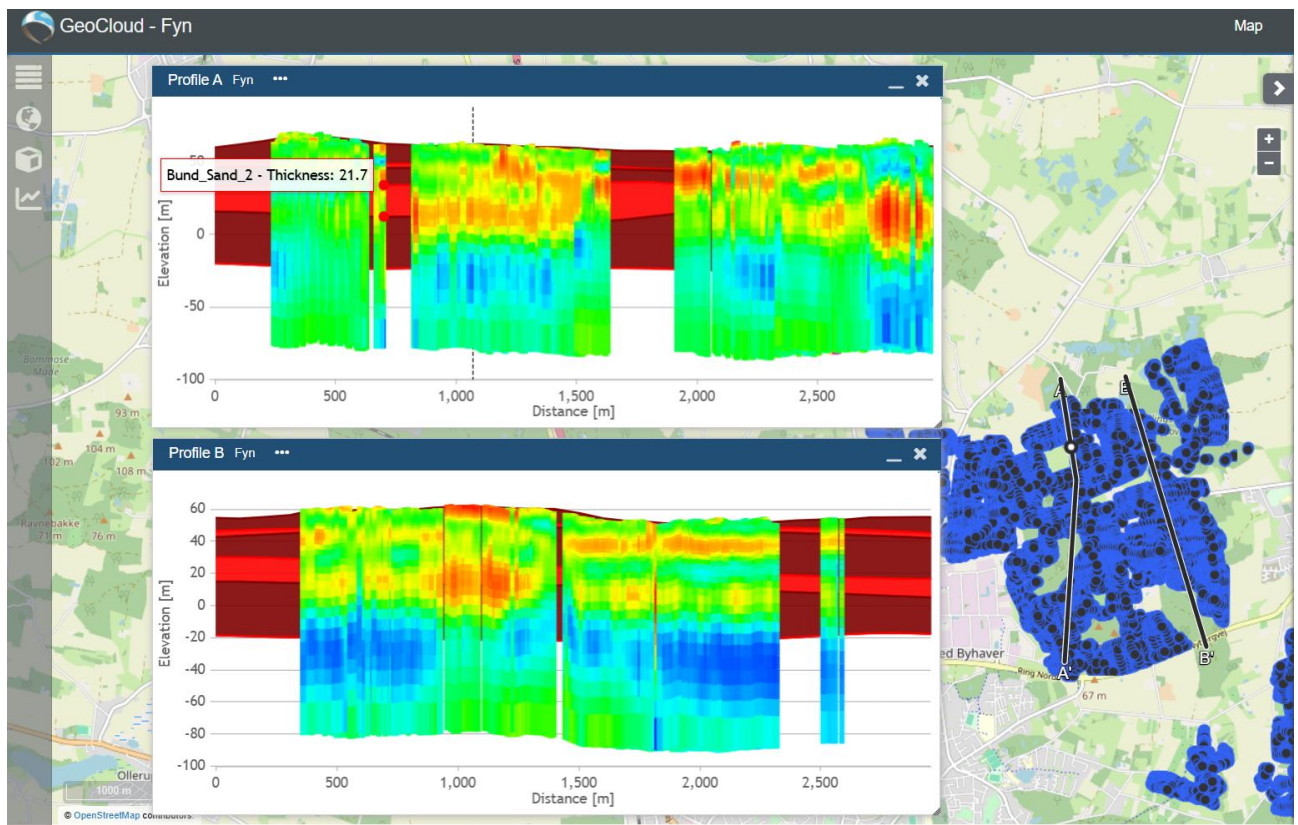 GeoCloud - Fyn
Map
Profile A Fyn •••
Bund_Sand_2 - Thickness: 21.7
50
0
-50
-100
Elevation [m]
0 500 1,000 1,500 2,000 2,500
Distance [m]
Profile B Fyn •••
60
40
20
0
-20
-40
-60
-80
-100
Elevation [m]
0 500 1,000 1,500 2,000 2,500
Distance [m]
+
−
A
B
A'
B'
93 m
104 m
102 m
108 m
Ravnebakke
71 m
76 m
ed Byhaver
Ring Nord
67 m
Olleru
1000 m
© OpenStreetMap contributors.